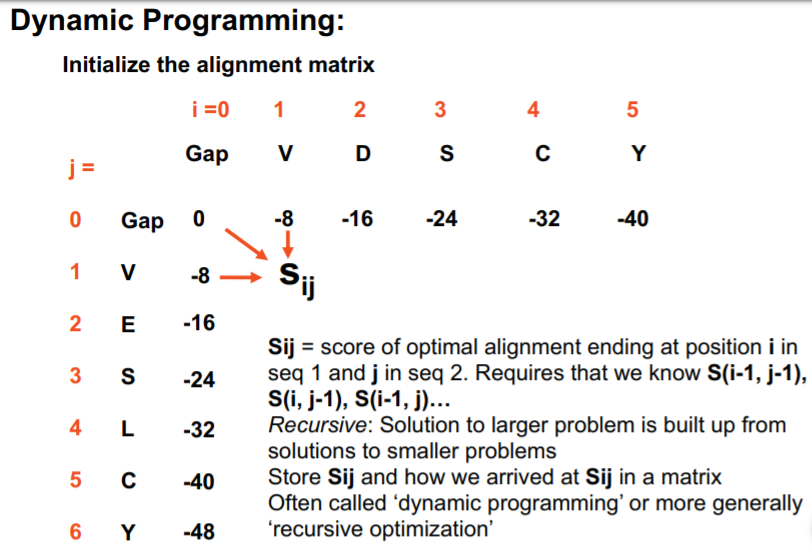 Dynamic Programming:
Initialize the alignment matrix
i =0 1 2 3 4 5
Gap V D S C Y
j =
0 Gap 0 -8 -16 -24 -32 -40
1 V -8 Sij
2 E -16
3 S -24
4 L -32
5 C -40
6 Y -48
Sij = score of optimal alignment ending at position i in
seq 1 and j in seq 2. Requires that we know S(i-1, j-1),
S(i, j-1), S(i-1, j)...
Recursive: Solution to larger problem is built up from
solutions to smaller problems
Store Sij and how we arrived at Sij in a matrix
Often called ‘dynamic programming’ or more generally
‘recursive optimization’